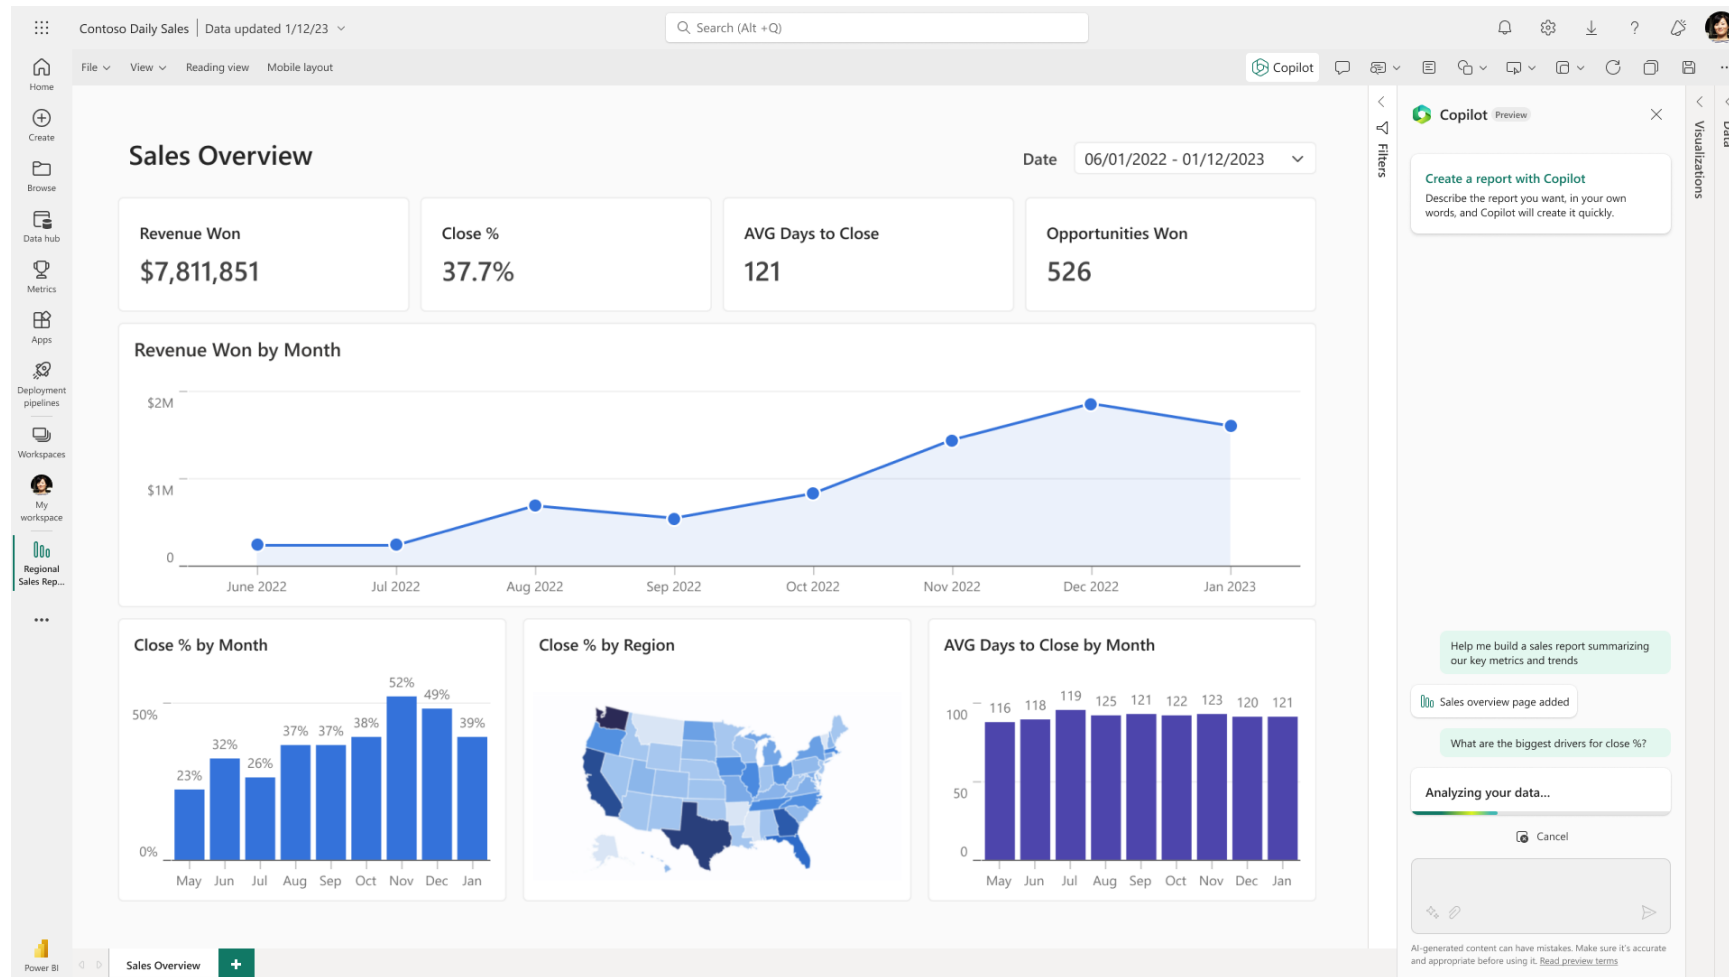 Contoso Daily Sales
Data updated 1/12/23
Search (Alt +Q)
File
View
Reading view
Mobile layout
Copilot
Home
Create
Browse
Data hub
Metrics
Apps
Deployment
pipelines
Workspaces
My
workspace
Regional
Sales Rep...
Power BI
Sales Overview
Date
06/01/2022 - 01/12/2023
Revenue Won
$7,811,851
Close %
37.7%
AVG Days to Close
121
Opportunities Won
526
Revenue Won by Month
$2M
$1M
0
June 2022 Jul 2022 Aug 2022 Sep 2022 Oct 2022 Nov 2022 Dec 2022 Jan 2023
Close % by Month
50%
0%
23% 32% 26% 37% 37% 38% 52% 49% 39%
May Jun Jul Aug Sep Oct Nov Dec Jan
Close % by Region
AVG Days to Close by Month
100
50
0
116 118 119 125 121 122 123 120 121
May Jun Jul Aug Sep Oct Nov Dec Jan
Sales Overview
Filters
Copilot Preview
Create a report with Copilot
Describe the report you want, in your own
words, and Copilot will create it quickly.
Help me build a sales report summarizing
our key metrics and trends
Sales overview page added
What are the biggest drivers for close %?
Analyzing your data...
Cancel
AI-generated content can have mistakes. Make sure it's accurate
and appropriate before using it. Read preview terms
Visualizations
Data